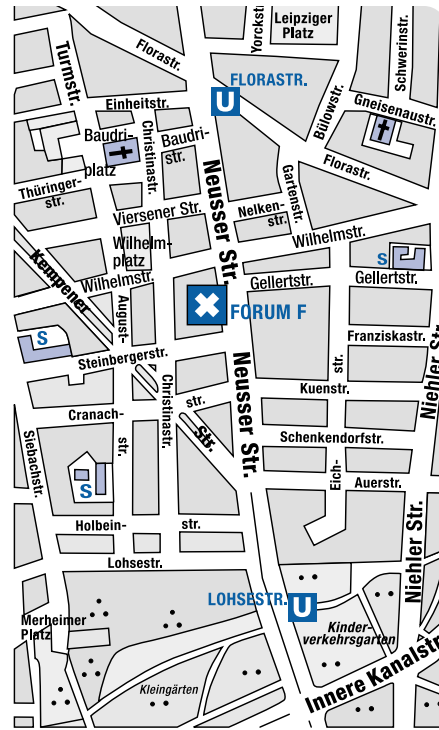 Yorckstr.
Leipziger
Platz
Schwerinstr.
Turmstr.
Florastr.
FLORASTR.
U
Bülowstr.
Gneisenaustr.
Einheitstr.
Baudri-
platz
Christinastr.
Baudri-
str.
Florastr.
Thüringer-
str.
Neusser Str.
Gartenstr.
Viersener Str.
Nelken-
str.
Wilhelm-
platz
Wilhelmstr.
Kempener
Wilhelmstr.
Gellertstr.
S
Gellertstr.
August-
FORUM F
S
Franziskastr.
Steinbergerstr.
Neusser Str.
str.
Niehler Str.
Christinastr.
Kuenstr.
str.
Cranach-
str.
Str.
Siebachstr.
Schenkendorfstr.
Eich-
Auerstr.
S
Holbein-
str.
Lohsestr.
Niehler Str.
LOHSESTR.
U
Merheimer
Platz
Kinder-
verkehrsgarten
Kleingärten
Innere Kanalstr